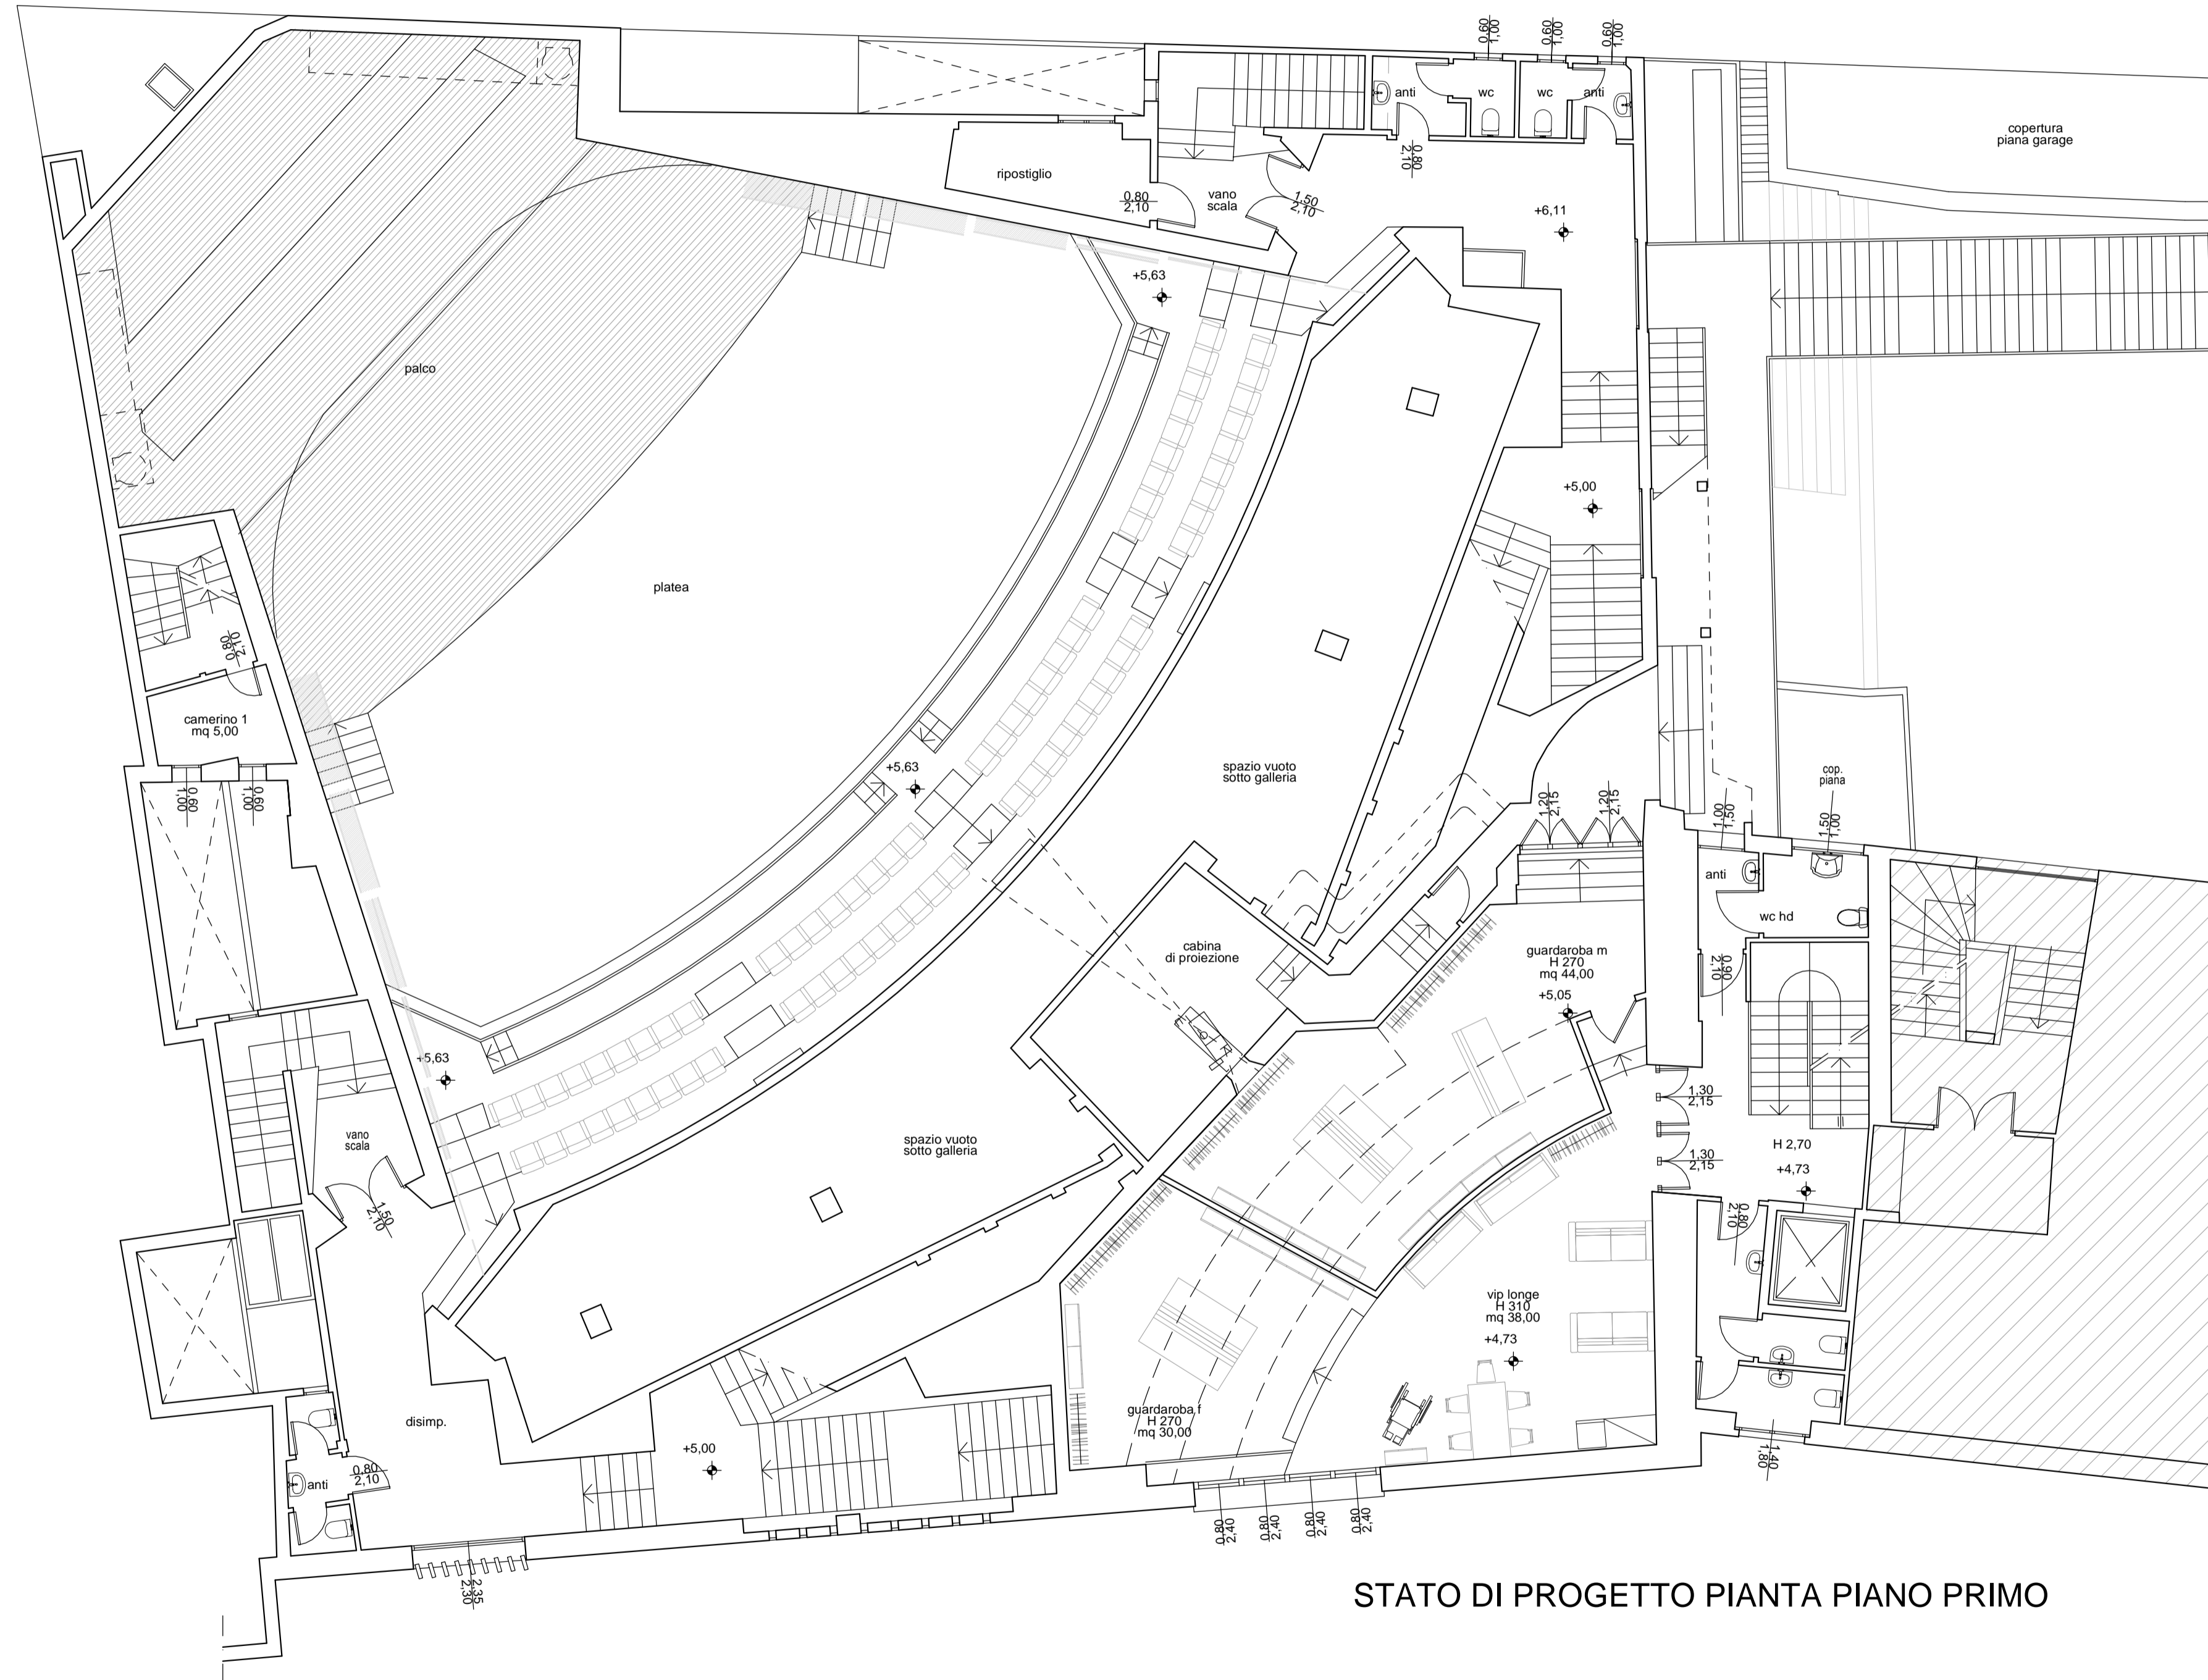 0,60
1,00
0,60
1,00
0,60
1,00
anti
wc
wc
anti
copertura
piana garage
0,80
2,10
ripostiglio
vano
scala
0,80
2,10
1,50
2,10
+6,11
+5,63
palco
+5,00
platea
0,80
2,10
camerino 1
mq 5,00
0,60
1,00
0,60
1,00
+5,63
spazio vuoto
sotto galleria
cop.
piana
1,20
2,15
1,20
2,15
1,00
1,51
1,50
1,00
anti
wc hd
cabina
di proiezione
guardaroba m
H 270
mq 44,00
+5,05
0,90
2,10
+5,63
1,30
2,15
vano
scala
spazio vuoto
sotto galleria
H 2,70
+4,73
1,30
2,15
1,50
2,10
0,80
2,10
vip longe
H 310
mq 38,00
+4,73
guardaroba f
H 270
mq 30,00
disimp.
+5,00
0,80
2,10
anti
1,40
1,80
0,80
2,40
0,80
2,40
0,80
2,40
0,80
2,40
2,35
2,30
STATO DI PROGETTO PIANTA PIANO PRIMO